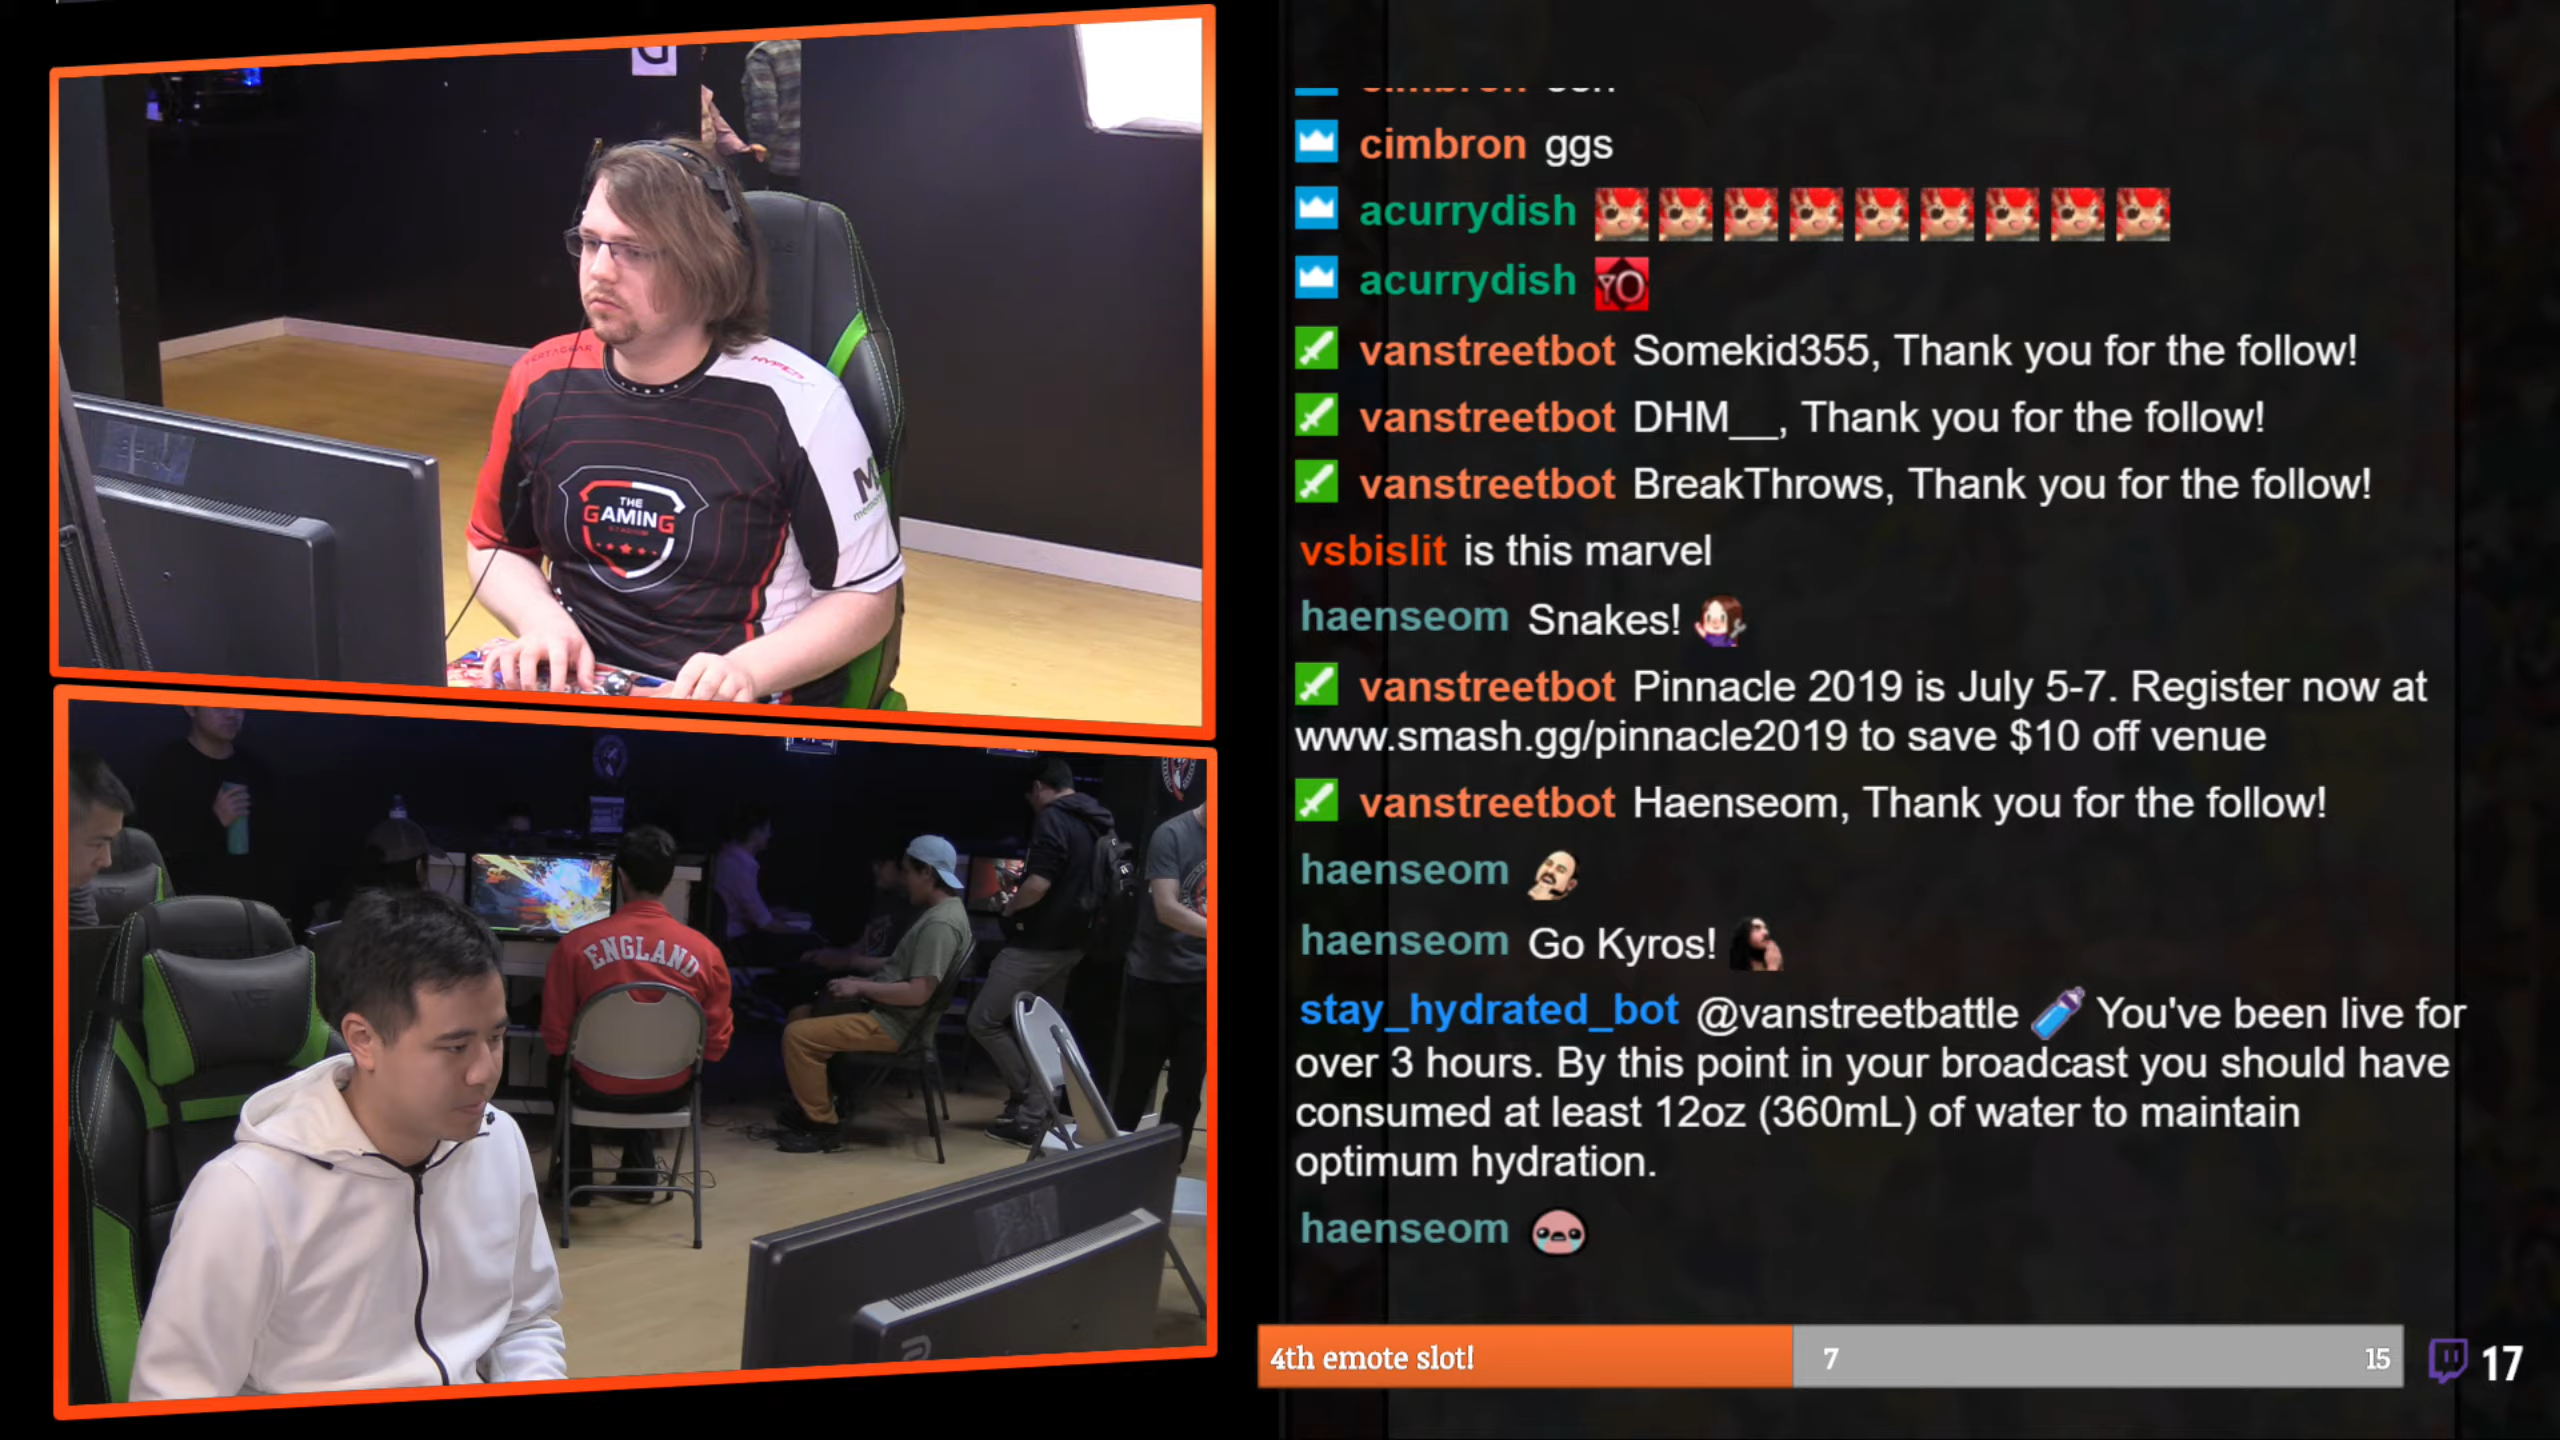 HYPERX
THE
GAMING
STADIUM
ENGLAND
cimbron ggs
acurrydish
acurrydish YO
vanstreetbot Somekid355, Thank you for the follow!
vanstreetbot DHM__, Thank you for the follow!
vanstreetbot BreakThrows, Thank you for the follow!
vsbislit is this marvel
haenseom Snakes!
vanstreetbot Pinnacle 2019 is July 5-7. Register now at
www.smash.gg/pinnacle2019 to save $10 off venue
vanstreetbot Haenseom, Thank you for the follow!
haenseom
haenseom Go Kyros!
stay_hydrated_bot @vanstreetbattle You've been live for
over 3 hours. By this point in your broadcast you should have
consumed at least 12oz (360mL) of water to maintain
optimum hydration.
haenseom
4th emote slot! 7 15 17